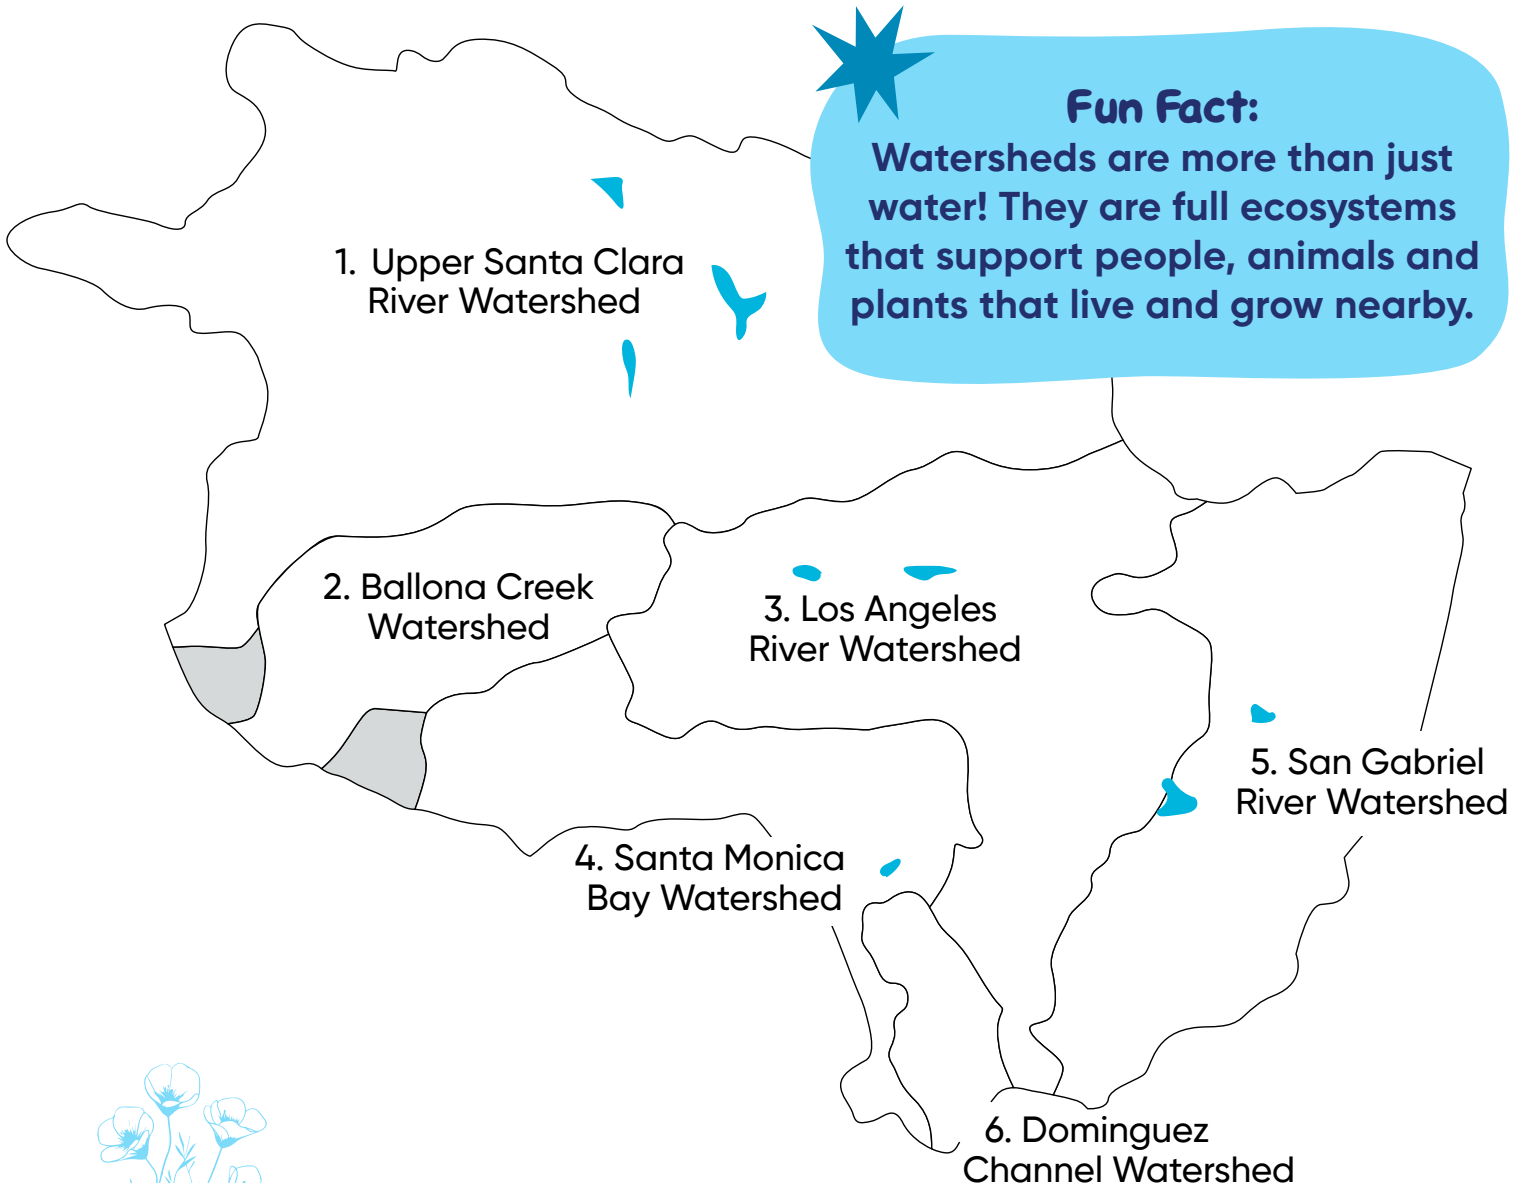 Fun Fact:
Watersheds are more than just
water! They are full ecosystems
that support people, animals and
plants that live and grow nearby.
1. Upper Santa Clara
River Watershed
2. Ballona Creek
Watershed
3. Los Angeles
River Watershed
4. Santa Monica
Bay Watershed
5. San Gabriel
River Watershed
6. Dominguez
Channel Watershed